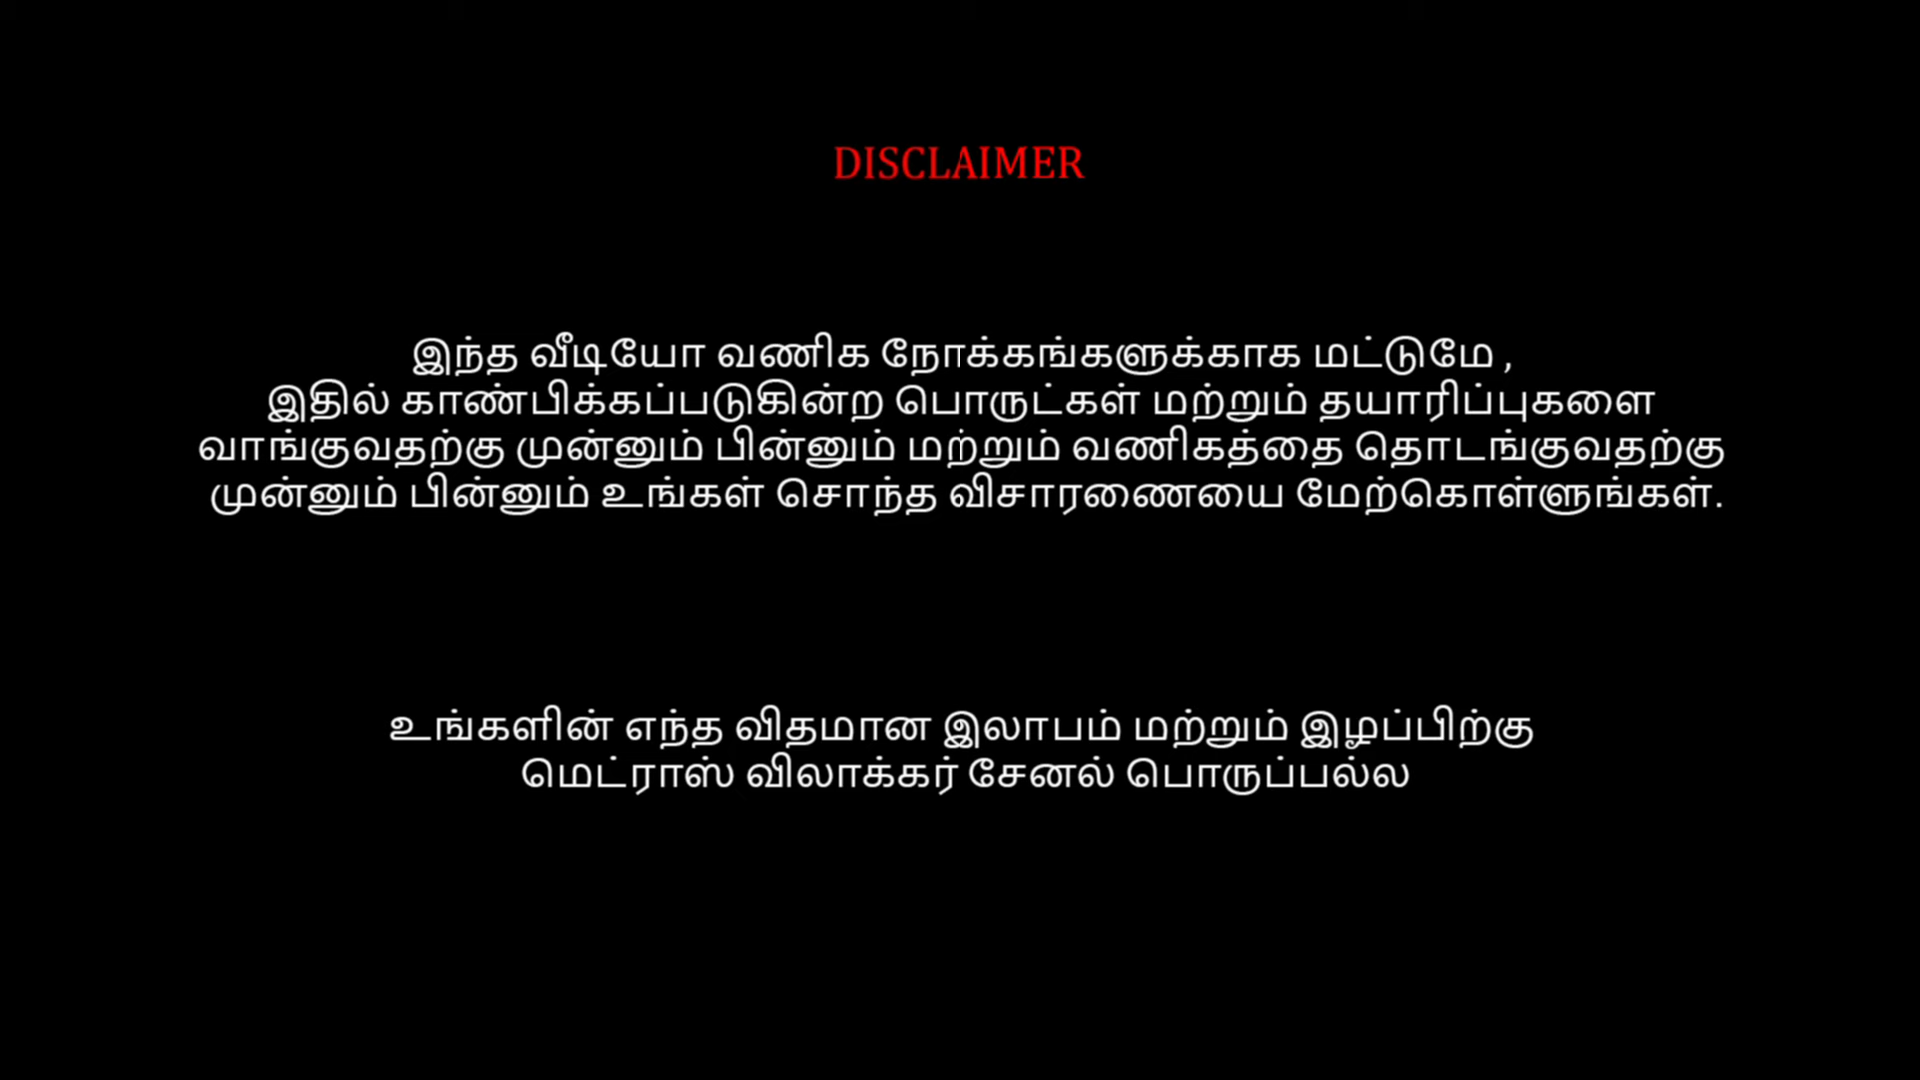 DISCLAIMER
இந்த வீடியோ வணிக நோக்கங்களுக்காக மட்டுமே ,
இதில் காண்பிக்கப்படுகின்ற பொருட்கள் மற்றும் தயாரிப்புகளை
வாங்குவதற்கு முன்னும் பின்னும் மற்றும் வணிகத்தை தொடங்குவதற்கு
முன்னும் பின்னும் உங்கள் சொந்த விசாரணையை மேற்கொள்ளுங்கள்.
உங்களின் எந்த விதமான இலாபம் மற்றும் இழப்பிற்கு
மெட்ராஸ் விலாக்கர் சேனல் பொருப்பல்ல